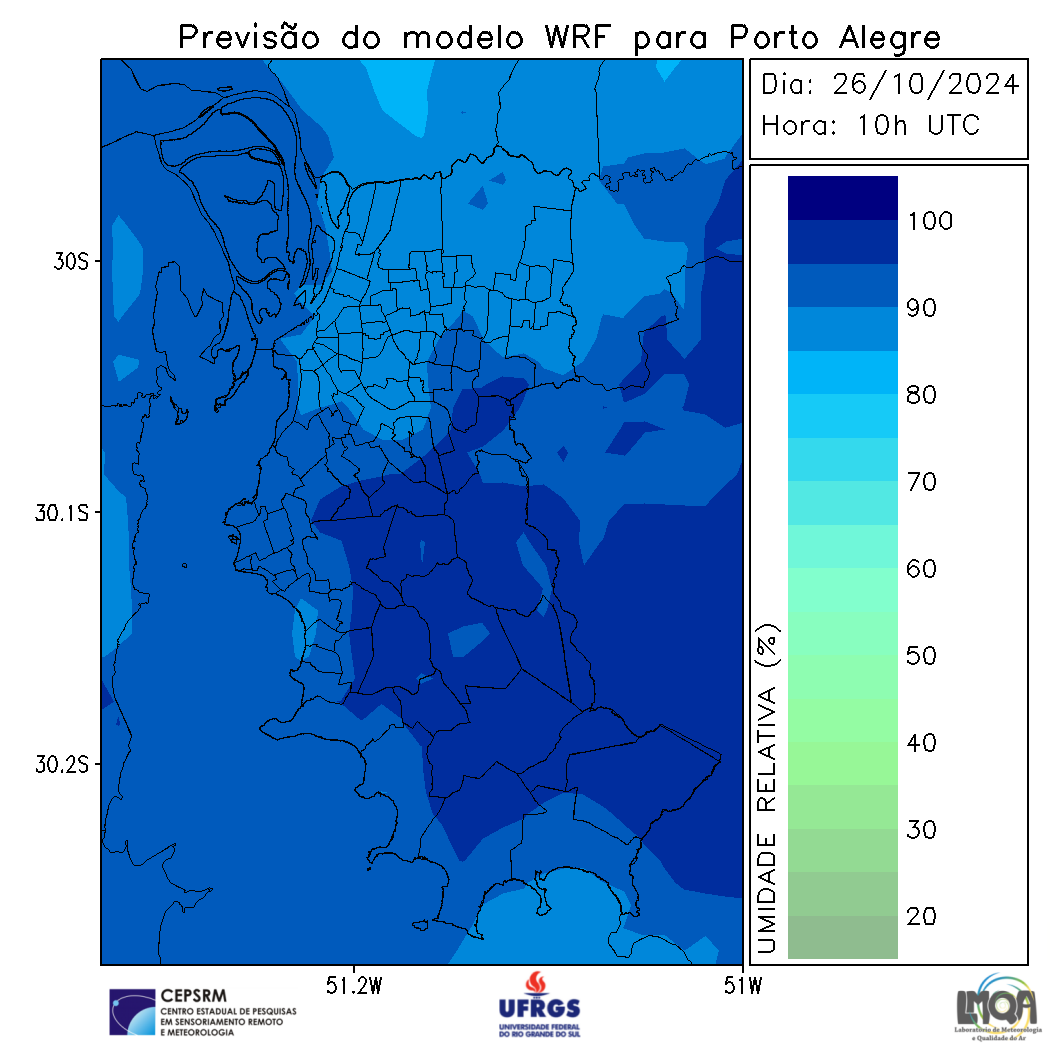 Previsão do modelo WRF para Porto Alegre
Dia: 26/10/2024
Hora: 10h UTC
30S
30.1S
30.2S
51.2W
51W
UMIDADE RELATIVA (%)
100
90
80
70
60
50
40
30
20
CEPSRM
CENTRO ESTADUAL DE PESQUISAS
EM SENSORIAMENTO REMOTO
E METEOROLOGIA
UFRGS
UNIVERSIDADE FEDERAL
DO RIO GRANDE DO SUL
LMQA
Laboratório de Meteorologia
e Qualidade do Ar